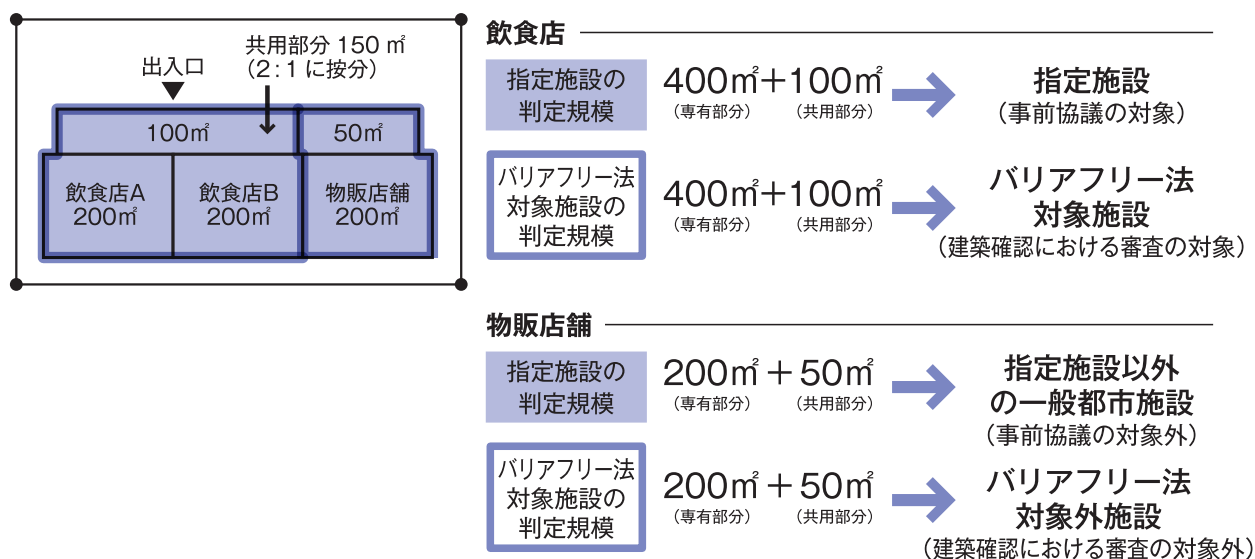 共用部分 150 ㎡
（2：1 に按分）
出入口
100㎡
50㎡
飲食店A
200㎡
飲食店B
200㎡
物販店舗
200㎡
飲食店
指定施設の
判定規模
400㎡＋100㎡
（専有部分）
（共用部分）
指定施設
（事前協議の対象）
バリアフリー法
対象施設の
判定規模
400㎡＋100㎡
（専有部分）
（共用部分）
バリアフリー法
対象施設
（建築確認における審査の対象）
物販店舗
指定施設の
判定規模
200㎡＋50㎡
（専有部分）
（共用部分）
指定施設以外
の一般都市施設
（事前協議の対象外）
バリアフリー法
対象施設の
判定規模
200㎡＋50㎡
（専有部分）
（共用部分）
バリアフリー法
対象外施設
（建築確認における審査の対象外）